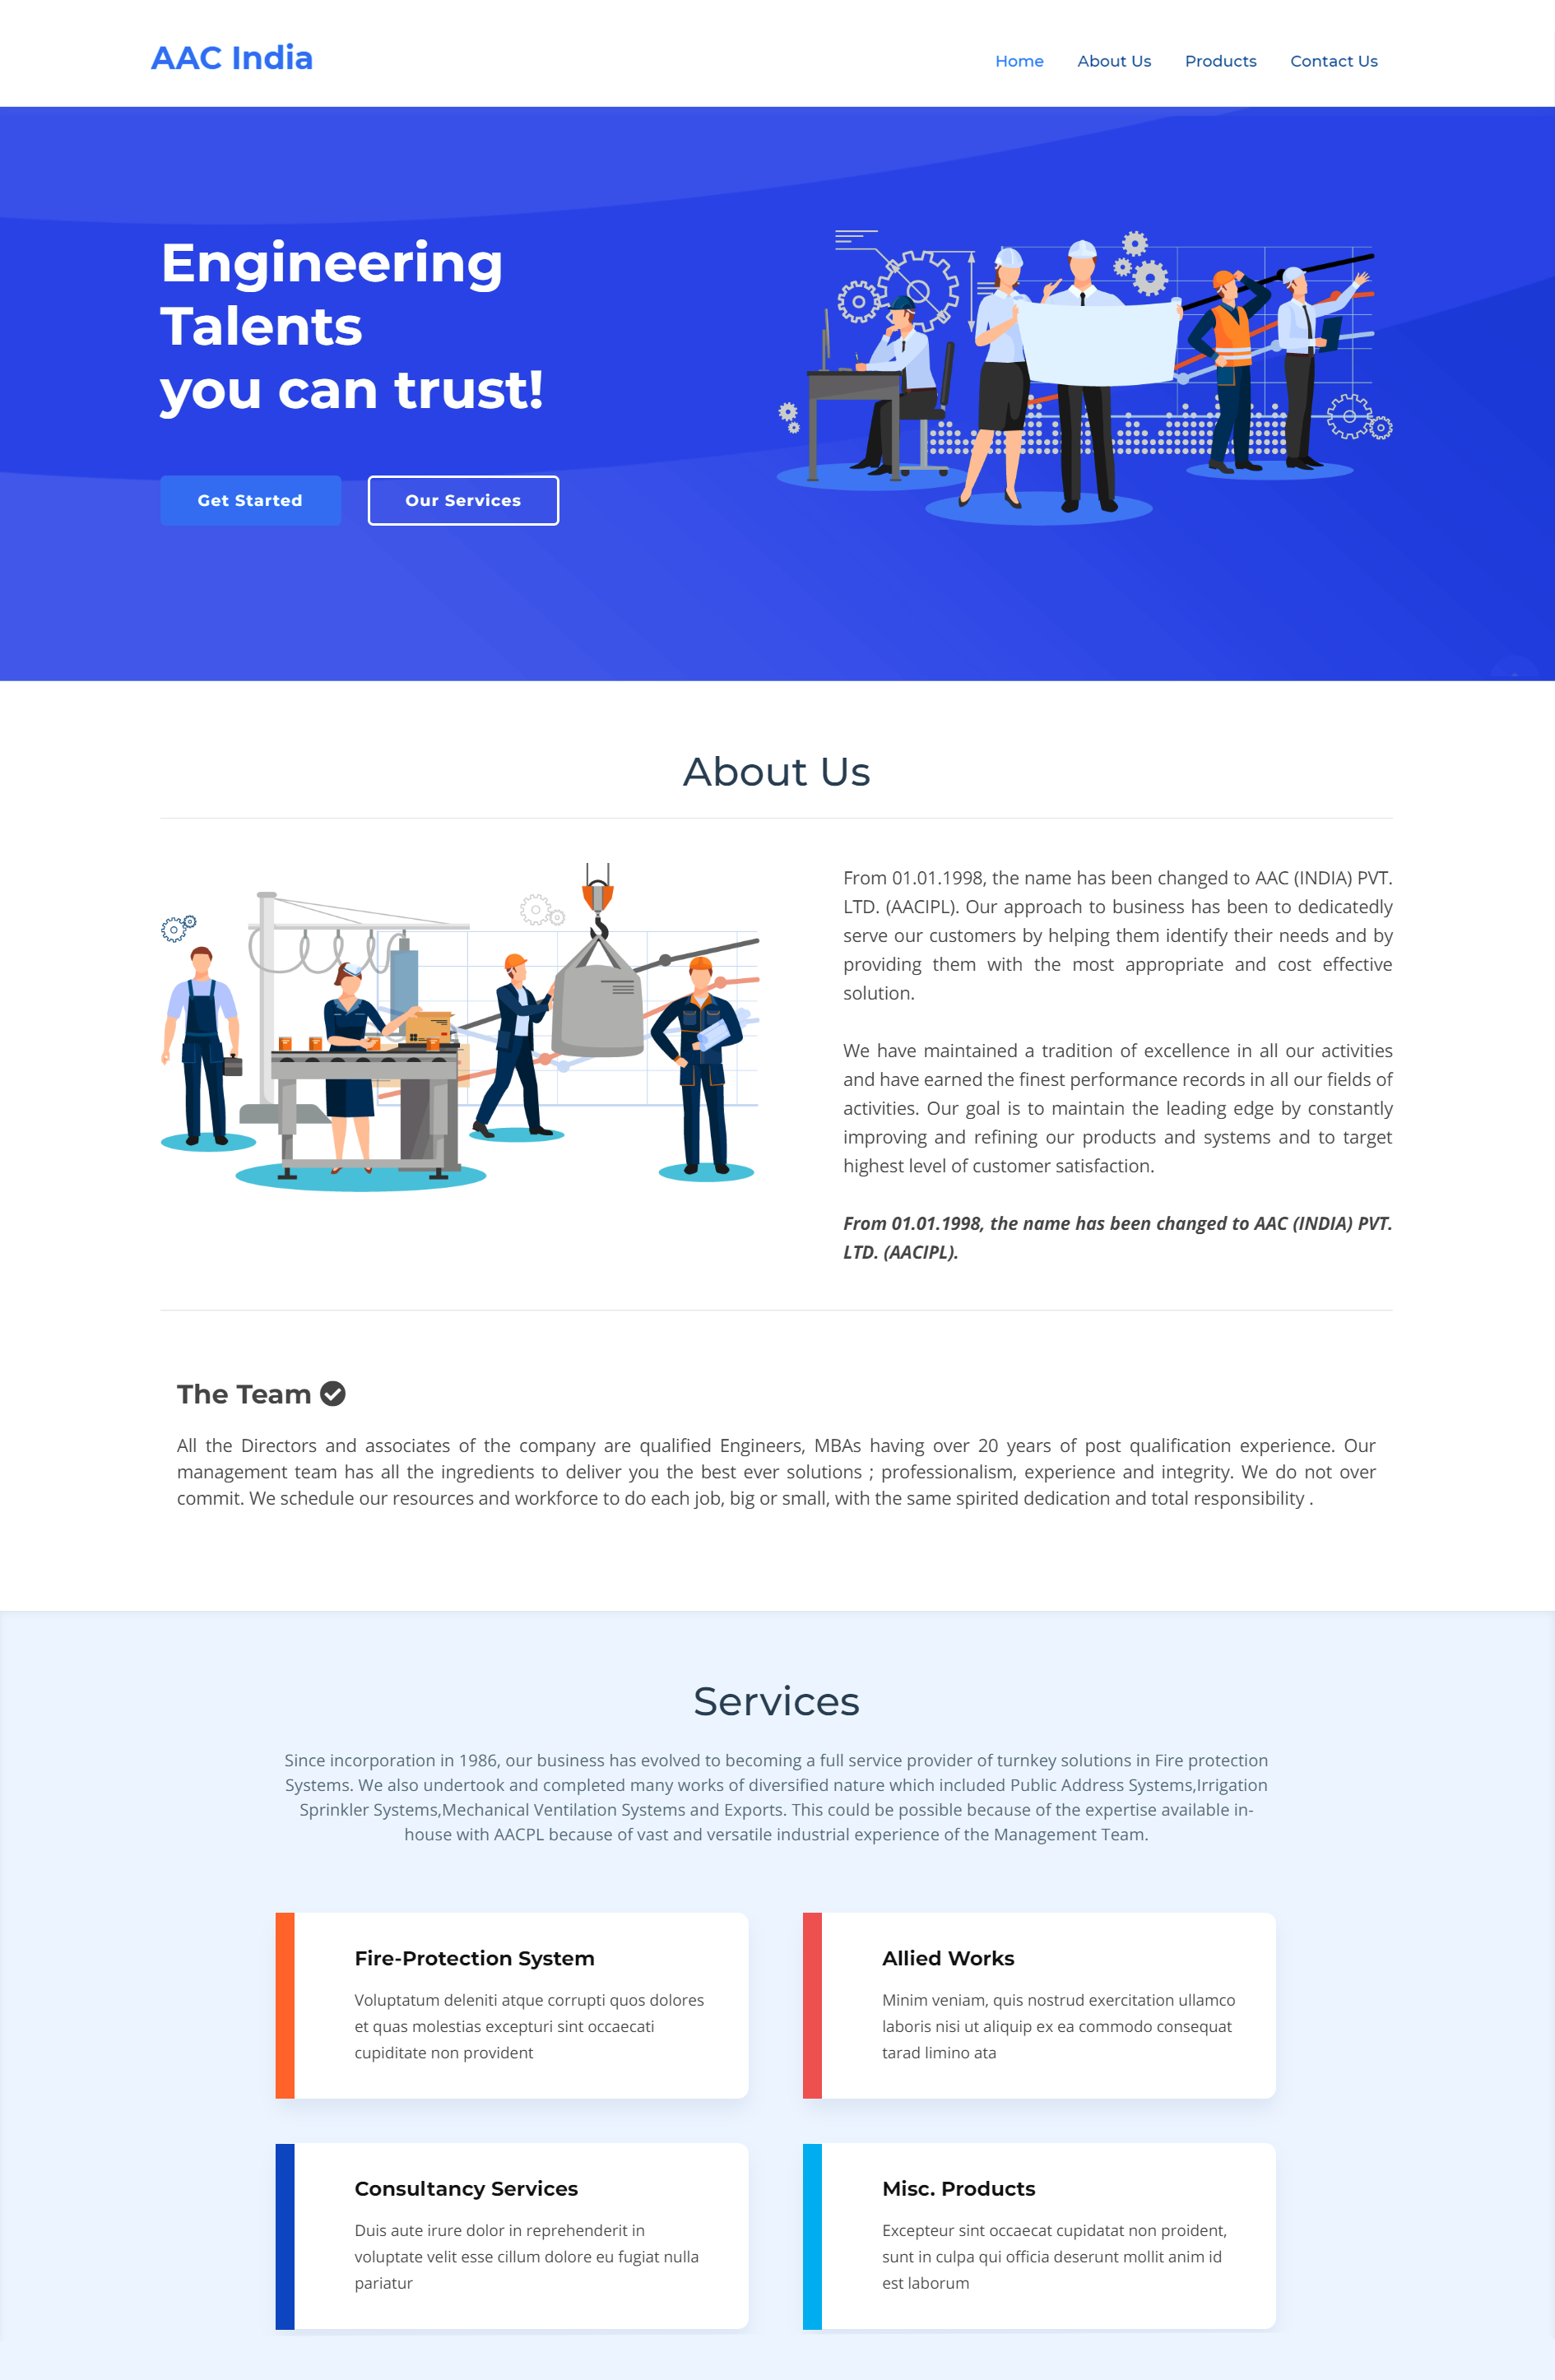 AAC India
Home
About Us
Products
Contact Us
Engineering
Talents
you can trust!
Get Started
Our Services
About Us
From 01.01.1998, the name has been changed to AAC (INDIA) PVT.
LTD. (AACIPL). Our approach to business has been to dedicatedly
serve our customers by helping them identify their needs and by
providing them with the most appropriate and cost effective
solution.
We have maintained a tradition of excellence in all our activities
and have earned the finest performance records in all our fields of
activities. Our goal is to maintain the leading edge by constantly
improving and refining our products and systems and to target
highest level of customer satisfaction.
From 01.01.1998, the name has been changed to AAC (INDIA) PVT.
LTD. (AACIPL).
The Team
All the Directors and associates of the company are qualified Engineers, MBAs having over 20 years of post qualification experience. Our
management team has all the ingredients to deliver you the best ever solutions ; professionalism, experience and integrity. We do not over
commit. We schedule our resources and workforce to do each job, big or small, with the same spirited dedication and total responsibility .
Services
Since incorporation in 1986, our business has evolved to becoming a full service provider of turnkey solutions in Fire protection
Systems. We also undertook and completed many works of diversified nature which included Public Address Systems,Irrigation
Sprinkler Systems,Mechanical Ventilation Systems and Exports. This could be possible because of the expertise available in-
house with AACPL because of vast and versatile industrial experience of the Management Team.
Fire-Protection System
Voluptatum deleniti atque corrupti quos dolores
et quas molestias excepturi sint occaecati
cupiditate non provident
Allied Works
Minim veniam, quis nostrud exercitation ullamco
laboris nisi ut aliquip ex ea commodo consequat
tarad limino ata
Consultancy Services
Duis aute irure dolor in reprehenderit in
voluptate velit esse cillum dolore eu fugiat nulla
pariatur
Misc. Products
Excepteur sint occaecat cupidatat non proident,
sunt in culpa qui officia deserunt mollit anim id
est laborum